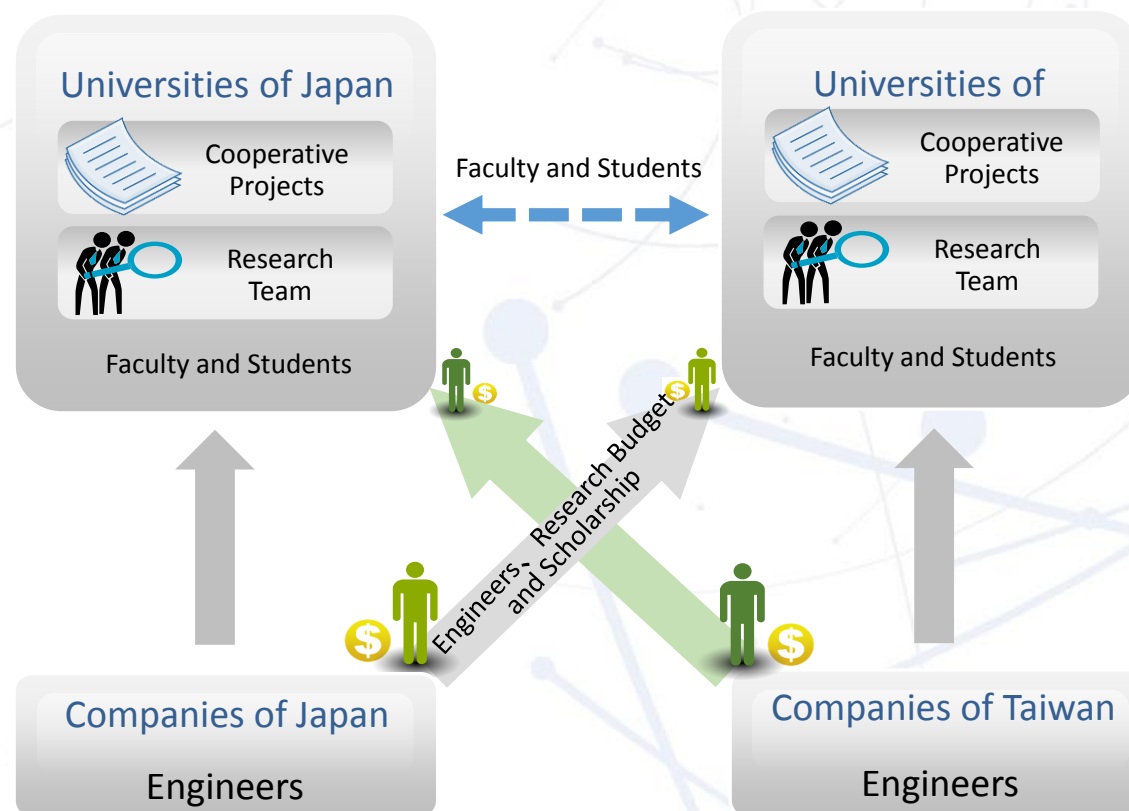 Universities of Japan
Cooperative
Projects
Research
Team
Faculty and Students
Faculty and Students
Universities of
Cooperative
Projects
Research
Team
Faculty and Students
$
$
Engineers、Research Budget
and Scholarship
$
$
Companies of Japan
Engineers
Companies of Taiwan
Engineers